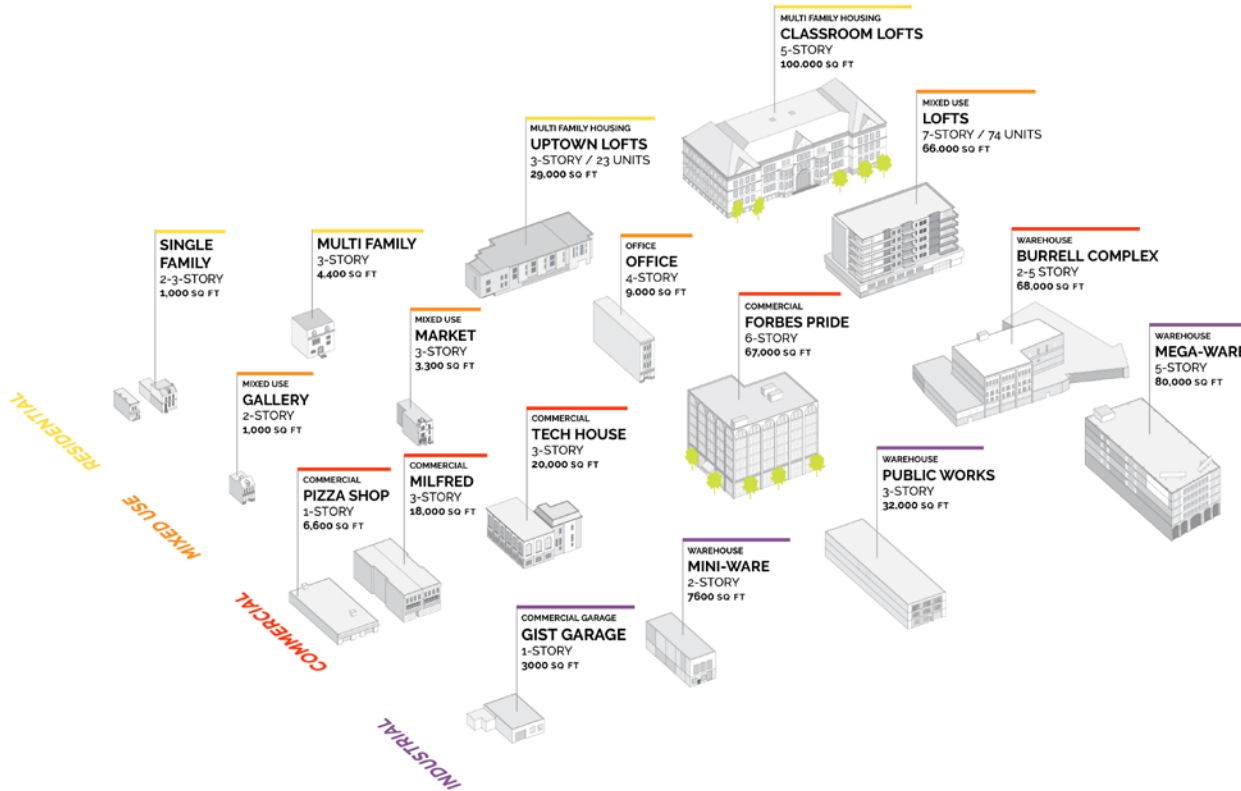 MULTI FAMILY HOUSING
CLASSROOM LOFTS
5-STORY
100.000 SQ FT
MIXED USE
LOFTS
7-STORY / 74 UNITS
66.000 SQ FT
MULTI FAMILY HOUSING
UPTOWN LOFTS
3-STORY / 23 UNITS
29,000 SQ FT
SINGLE
FAMILY
2-3-STORY
1,000 SQ FT
MULTI FAMILY
3-STORY
4.400 SQ FT
OFFICE
OFFICE
4-STORY
9.000 SQ FT
WAREHOUSE
BURRELL COMPLEX
2-5 STORY
68,000 SQ FT
COMMERCIAL
FORBES PRIDE
6-STORY
67,000 SQ FT
MIXED USE
MARKET
3-STORY
3,300 SQ FT
WAREHOUSE
MEGA-WARE
5-STORY
80,000 SQ FT
MIXED USE
GALLERY
2-STORY
1,000 SQ FT
COMMERCIAL
TECH HOUSE
3-STORY
20,000 SQ FT
COMMERCIAL
PIZZA SHOP
1-STORY
6,600 SQ FT
COMMERCIAL
MILFRED
3-STORY
18,000 SQ FT
WAREHOUSE
PUBLIC WORKS
3-STORY
32,000 SQ FT
WAREHOUSE
MINI-WARE
2-STORY
7600 SQ FT
COMMERCIAL GARAGE
GIST GARAGE
1-STORY
3000 SQ FT
RESIDENTIAL
MIXED USE
COMMERCIAL
INDUSTRIAL